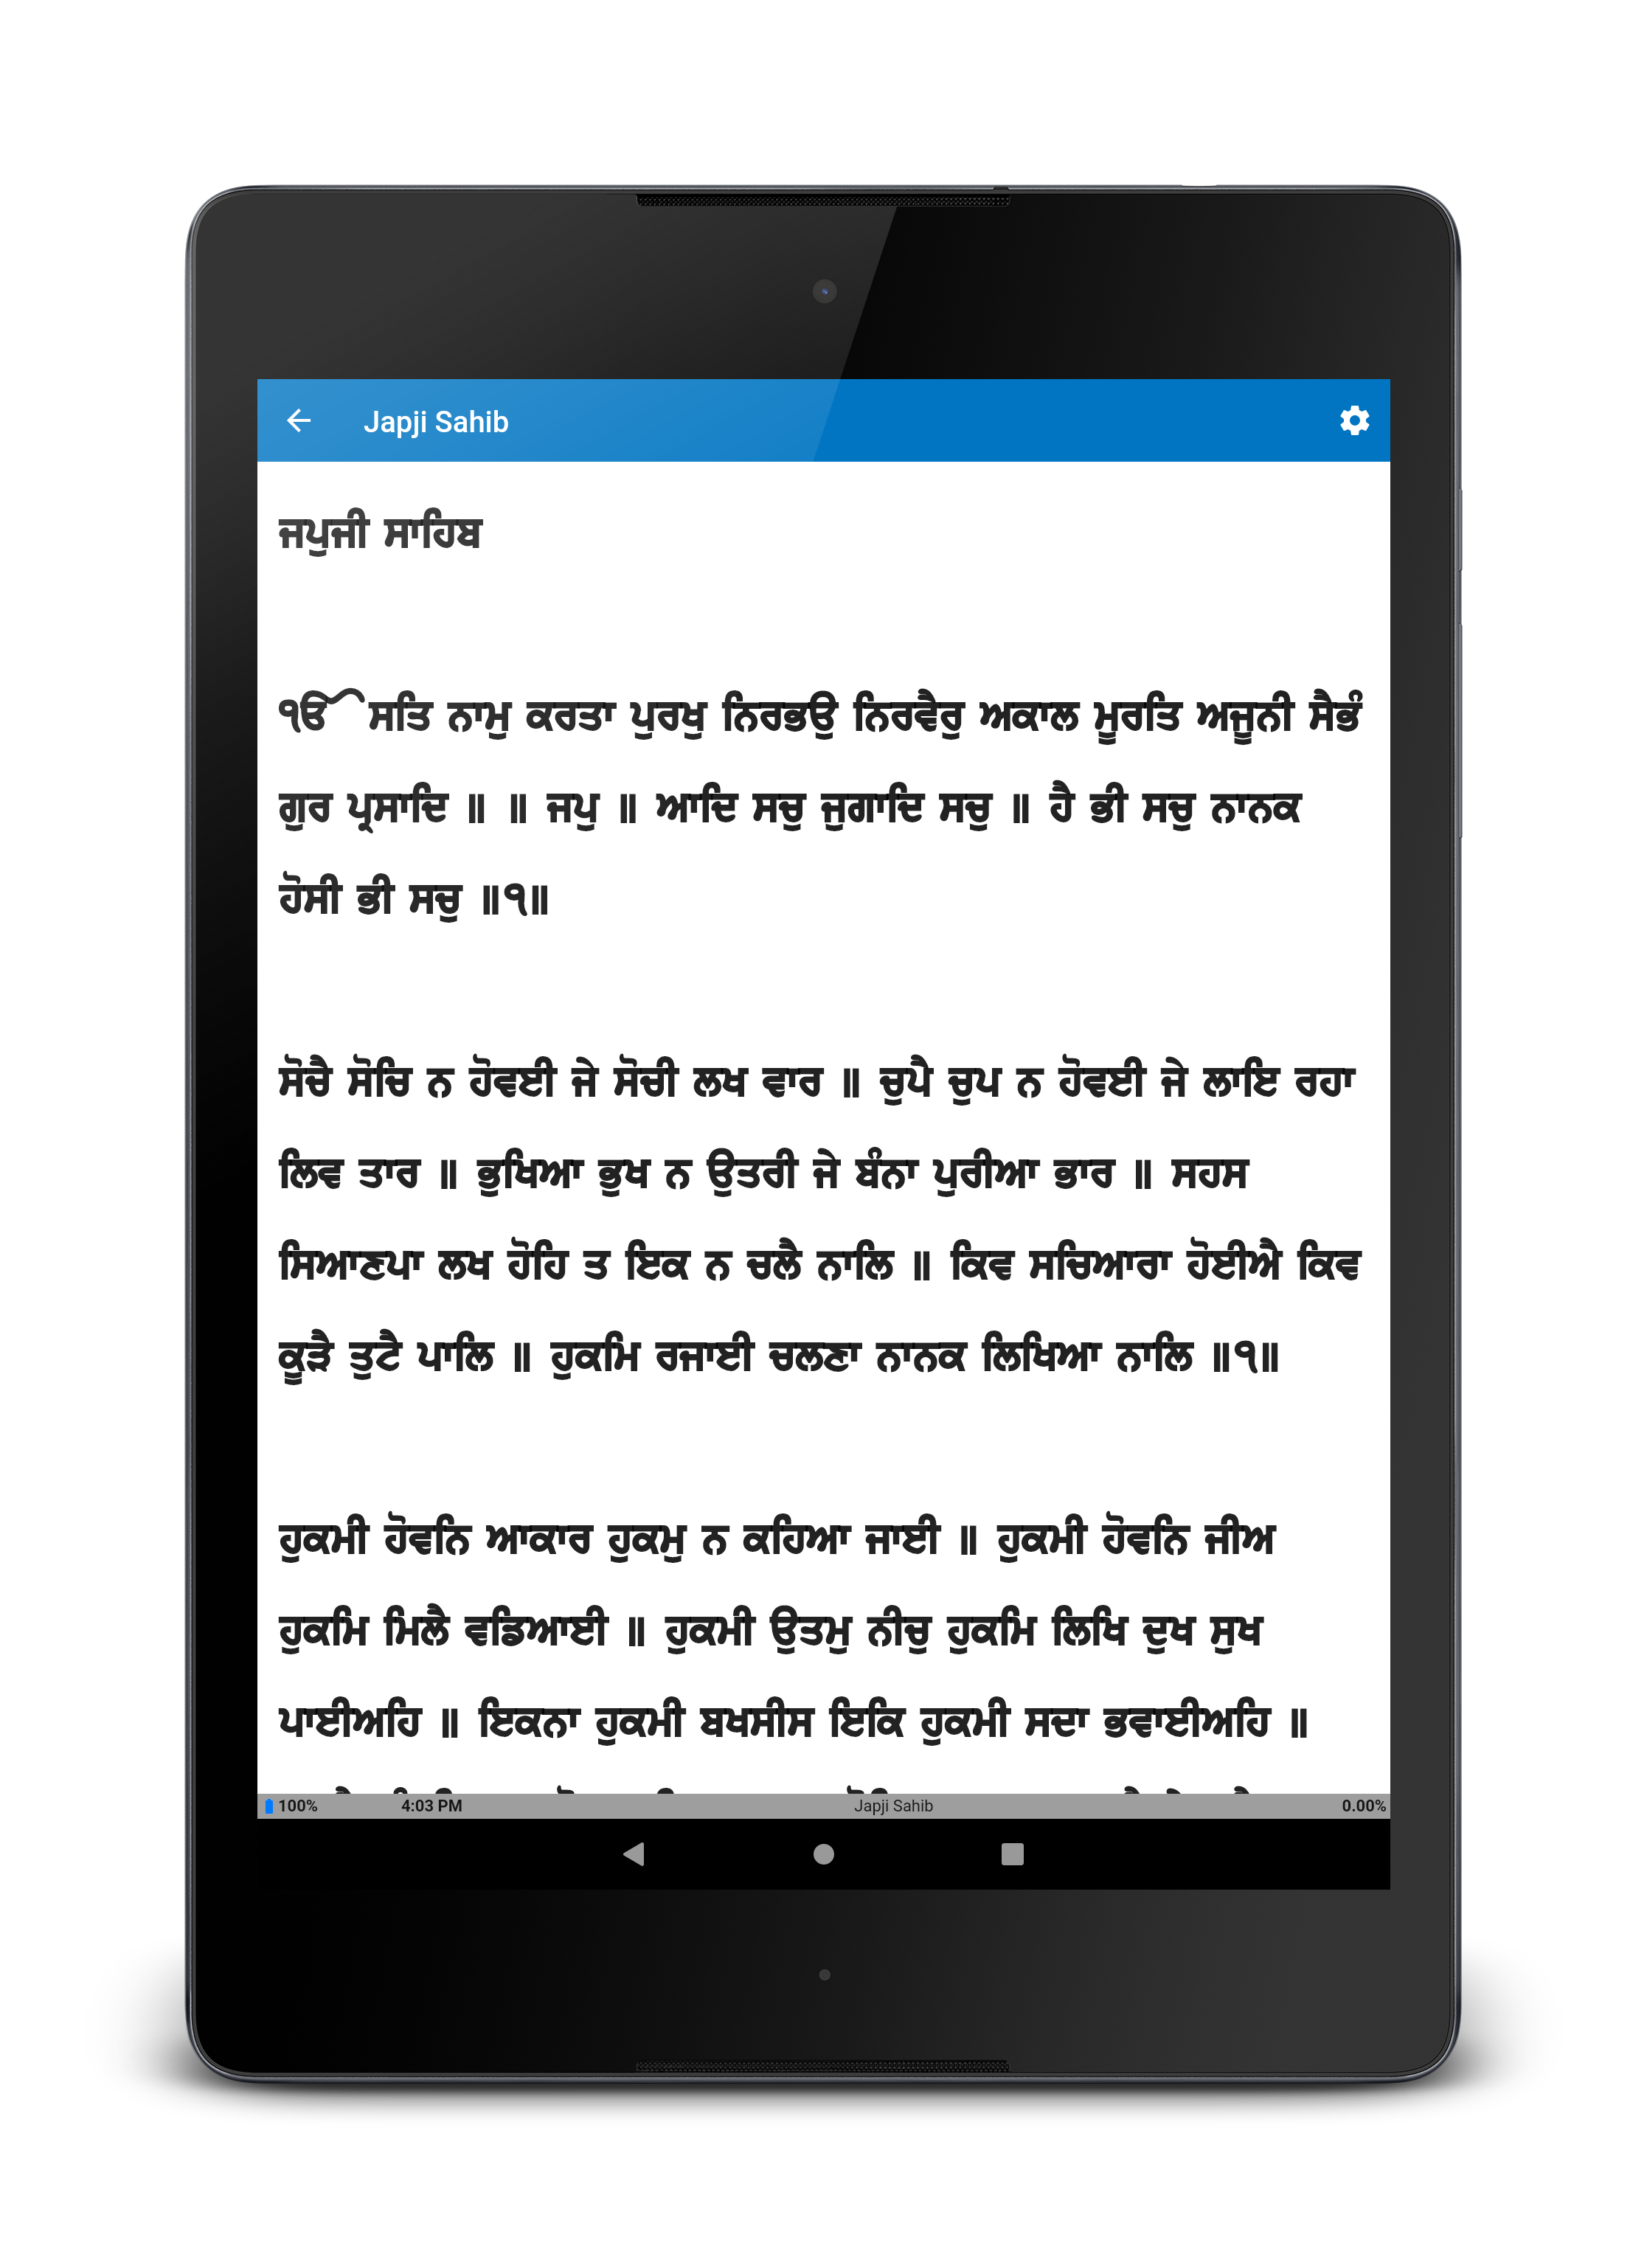 Japji Sahib
ਜਪੁਜੀ ਸਾਹਿਬ
ੴ ਸਤਿ ਨਾਮੁ ਕਰਤਾ ਪੁਰਖੁ ਨਿਰਭਉ ਨਿਰਵੈਰੁ ਅਕਾਲ ਮੂਰਤਿ ਅਜੂਨੀ ਸੈਭੰ
ਗੁਰ ਪ੍ਰਸਾਦਿ ॥ ॥ ਜਪੁ ॥ ਆਦਿ ਸਚੁ ਜੁਗਾਦਿ ਸਚੁ ॥ ਹੈ ਭੀ ਸਚੁ ਨਾਨਕ
ਹੋਸੀ ਭੀ ਸਚੁ ॥੧॥
ਸੋਚੈ ਸੋਚਿ ਨ ਹੋਵਈ ਜੇ ਸੋਚੀ ਲਖ ਵਾਰ ॥ ਚੁਪੈ ਚੁਪ ਨ ਹੋਵਈ ਜੇ ਲਾਇ ਰਹਾ
ਲਿਵ ਤਾਰ ॥ ਭੁਖਿਆ ਭੁਖ ਨ ਉਤਰੀ ਜੇ ਬੰਨਾ ਪੁਰੀਆ ਭਾਰ ॥ ਸਹਸ
ਸਿਆਣਪਾ ਲਖ ਹੋਹਿ ਤ ਇਕ ਨ ਚਲੈ ਨਾਲਿ ॥ ਕਿਵ ਸਚਿਆਰਾ ਹੋਈਐ ਕਿਵ
ਕੂੜੈ ਤੁਟੈ ਪਾਲਿ ॥ ਹੁਕਮਿ ਰਜਾਈ ਚਲਣਾ ਨਾਨਕ ਲਿਖਿਆ ਨਾਲਿ ॥੧॥
ਹੁਕਮੀ ਹੋਵਨਿ ਆਕਾਰ ਹੁਕਮੁ ਨ ਕਹਿਆ ਜਾਈ ॥ ਹੁਕਮੀ ਹੋਵਨਿ ਜੀਅ
ਹੁਕਮਿ ਮਿਲੈ ਵਡਿਆਈ ॥ ਹੁਕਮੀ ਉਤਮੁ ਨੀਚੁ ਹੁਕਮਿ ਲਿਖਿ ਦੁਖ ਸੁਖ
ਪਾਈਅਹਿ ॥ ਇਕਨਾ ਹੁਕਮੀ ਬਖਸੀਸ ਇਕਿ ਹੁਕਮੀ ਸਦਾ ਭਵਾਈਅਹਿ ॥
100% 4:03 PM Japji Sahib 0.00%